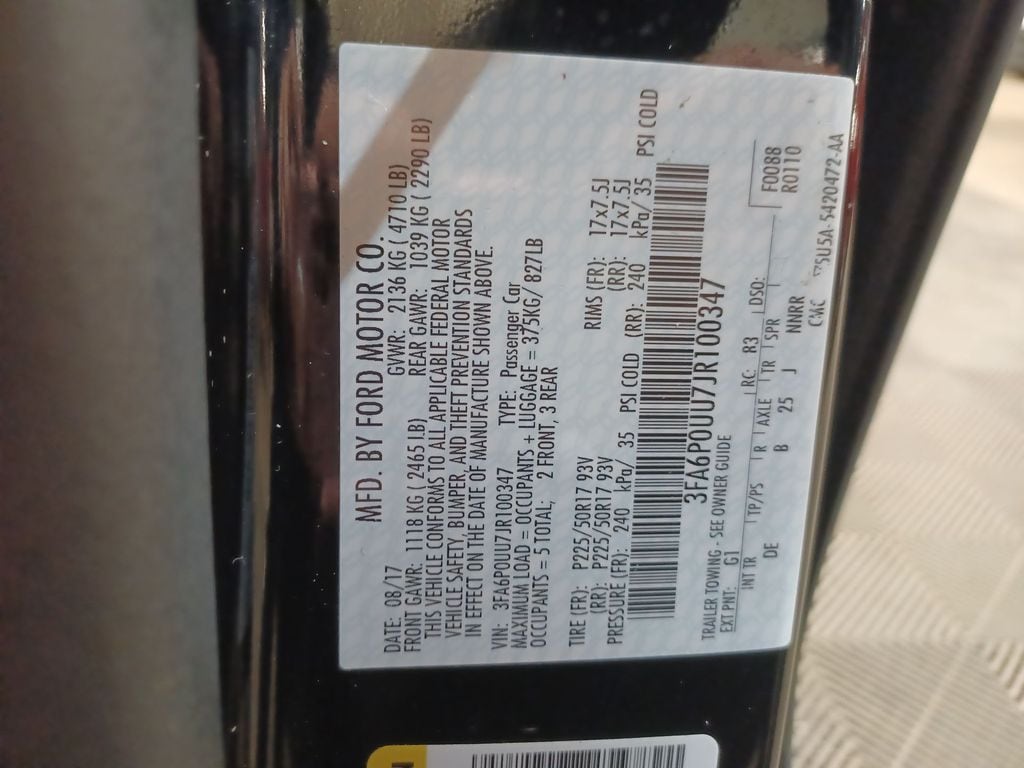 MFD. BY FORD MOTOR CO.
DATE: 08/17 GVWR: 2136 KG ( 4710 LB)
FRONT GAWR: 1118 KG ( 2465 LB) REAR GAWR: 1039 KG ( 2290 LB)
THIS VEHICLE CONFORMS TO ALL APPLICABLE FEDERAL MOTOR
VEHICLE SAFETY, BUMPER, AND THEFT PREVENTION STANDARDS
IN EFFECT ON THE DATE OF MANUFACTURE SHOWN ABOVE.
VIN: 3FA6P0UU7JR100347 TYPE: Passenger Car
MAXIMUM LOAD = OCCUPANTS + LUGGAGE = 375KG/ 827LB
OCCUPANTS = 5 TOTAL; 2 FRONT, 3 REAR
TIRE (FR): P225/50R17 93V RIMS (FR): 17x7.5J
(RR): P225/50R17 93V (RR): 17x7.5J
PRESSURE (FR): 240 kPa/ 35 PSI COLD (RR): 240 kPa/ 35 PSI COLD
3FA6P0UU7JR100347
TRAILER TOWING - SEE OWNER GUIDE F0088
EXT PNT: G1 RC: 83 DSO: R0110
INT TR TP/PS R AXLE TR SPR
DE B 25 J NNRR
CMC 5U5A-5420472-AA